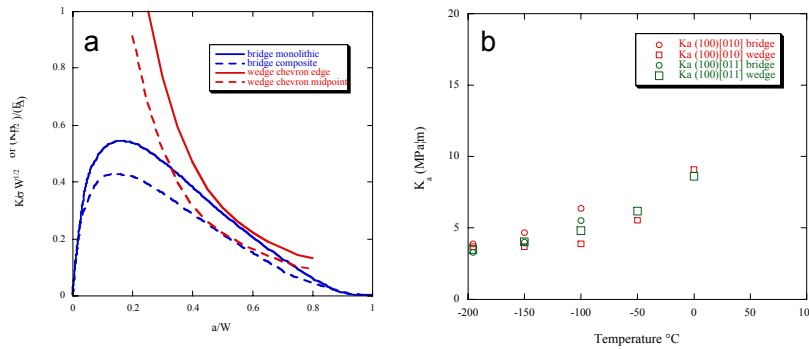 a
bridge monolithic
bridge composite
wedge chevron edge
wedge chevron midpoint
1
0.8
0.6
0.4
0.2
0
0 0.2 0.4 0.6 0.8 1
a/W
b
Ka (100)[010] bridge
Ka (100)[010] wedge
Ka (100)[011] bridge
Ka (100)[011] wedge
K_a (MPa/m)
20
15
10
5
0
-200 -150 -100 -50 0 50 10
Temperature °C